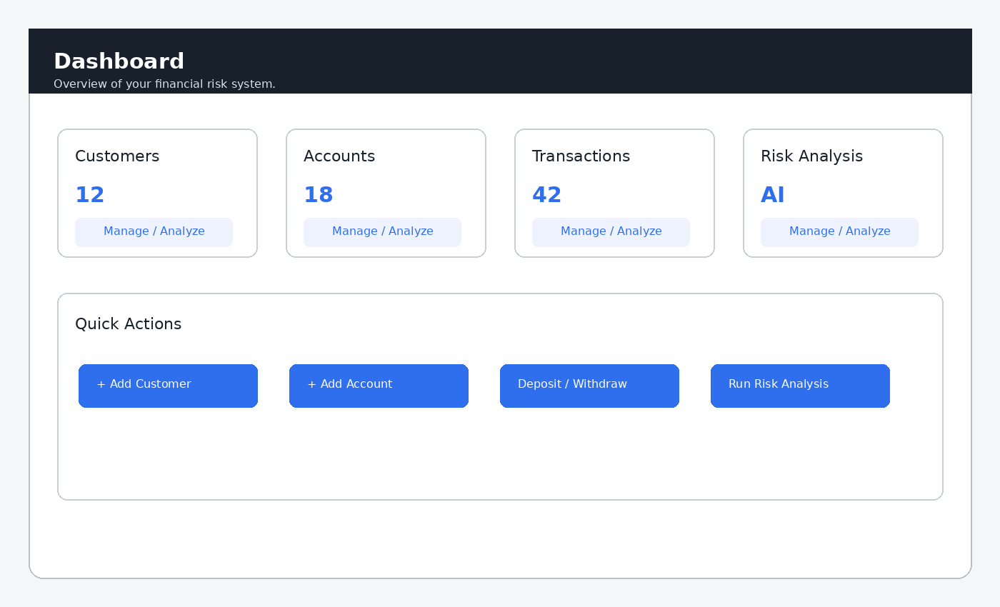 Dashboard
Overview of your financial risk system.
Customers
12
Manage / Analyze
Accounts
18
Manage / Analyze
Transactions
42
Manage / Analyze
Risk Analysis
AI
Manage / Analyze
Quick Actions
+ Add Customer
+ Add Account
Deposit / Withdraw
Run Risk Analysis